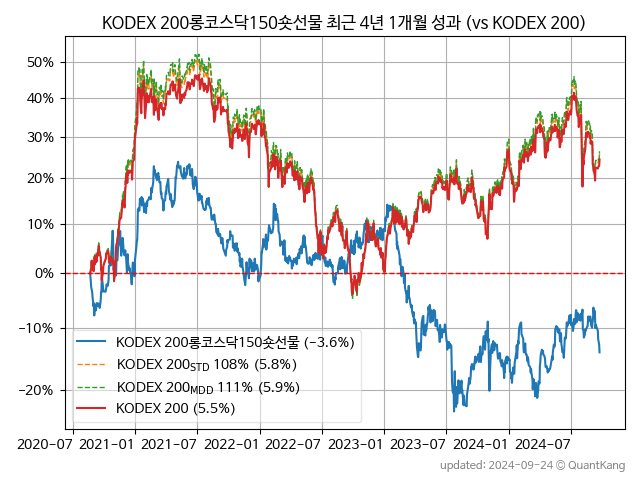 KODEX 200롱코스닥150숏선물 최근 4년 1개월 성과 (vs KODEX 200)
50%
40%
30%
20%
10%
0%
−10%
−20%
KODEX 200롱코스닥150숏선물 (−3.6%)
KODEX 200STD 108% (5.8%)
KODEX 200MDD 111% (5.9%)
KODEX 200 (5.5%)
2020-07 2021-01 2021-07 2022-01 2022-07 2023-01 2023-07 2024-01 2024-07
updated: 2024-09-24 @ QuantKang